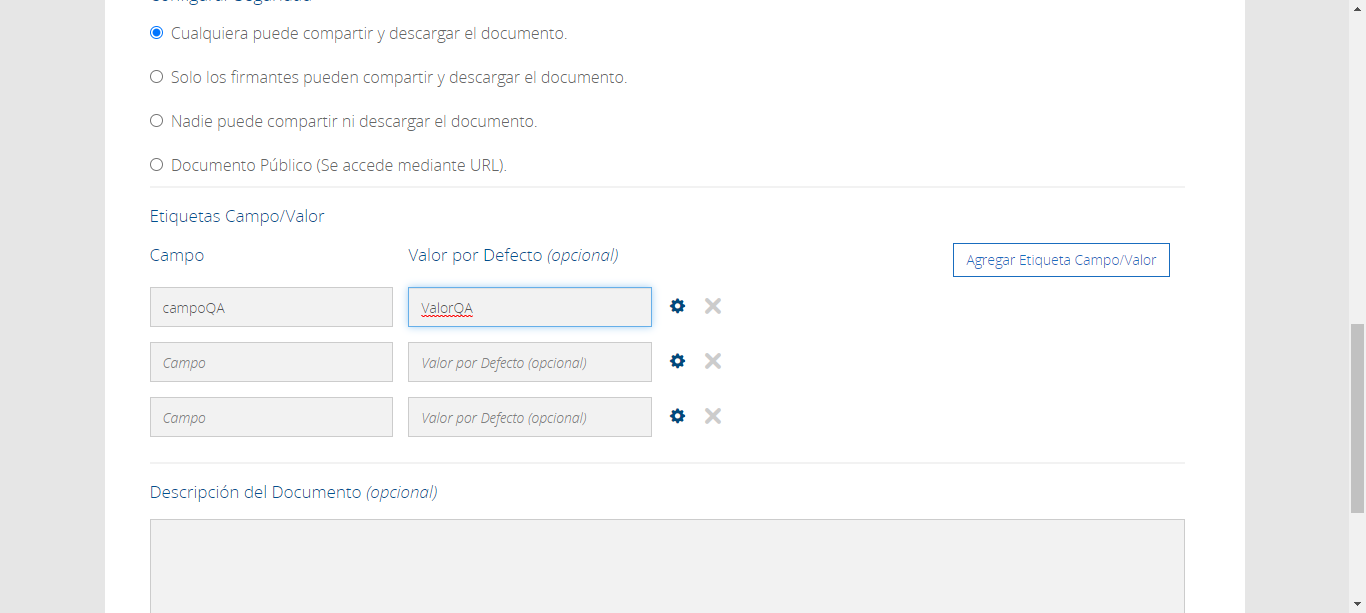 Configurar Seguridad
Cualquiera puede compartir y descargar el documento.
Solo los firmantes pueden compartir y descargar el documento.
Nadie puede compartir ni descargar el documento.
Documento Público (Se accede mediante URL).
Etiquetas Campo/Valor
Campo Valor por Defecto (opcional) Agregar Etiqueta Campo/Valor
campoQA ValorQA
Campo Valor por Defecto (opcional)
Campo Valor por Defecto (opcional)
Descripción del Documento (opcional)